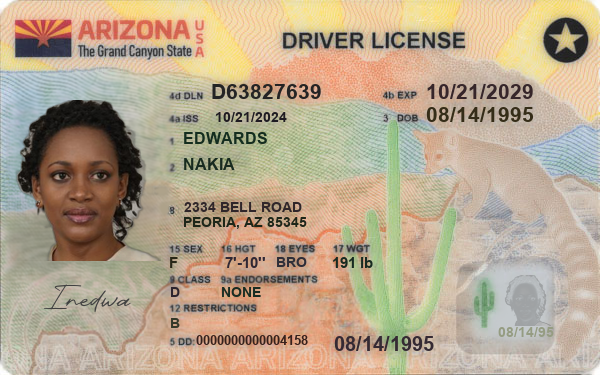 ARIZONA USA
The Grand Canyon State
DRIVER LICENSE
4d DLN D63827639
4b EXP 10/21/2029
4a ISS 10/21/2024
3 DOB 08/14/1995
1 EDWARDS
2 NAKIA
8 2334 BELL ROAD
PEORIA, AZ 85345
15 SEX 16 HGT 18 EYES 17 WGT
F 7'-10" BRO 191 lb
9 CLASS 9a ENDORSEMENTS
D NONE
12 RESTRICTIONS
B
5 DD: 0000000000004158
08/14/1995
Inedwa
08/14/95
ONA ARIZONA ARIZONA ARIZONA ARIZONA